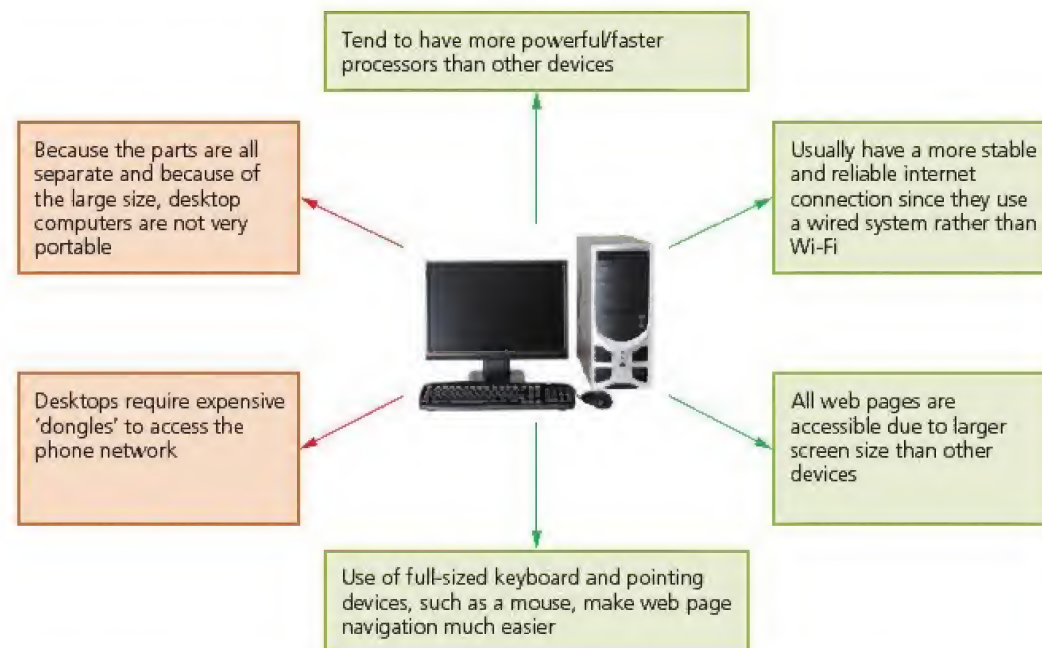 Tend to have more powerful/faster
processors than other devices
Because the parts are all
separate and because of
the large size, desktop
computers are not very
portable
Usually have a more stable
and reliable internet
connection since they use
a wired system rather than
Wi-Fi
Desktops require expensive
‘dongles’ to access the
phone network
All web pages are
accessible due to larger
screen size than other
devices
Use of full-sized keyboard and pointing
devices, such as a mouse, make web page
navigation much easier